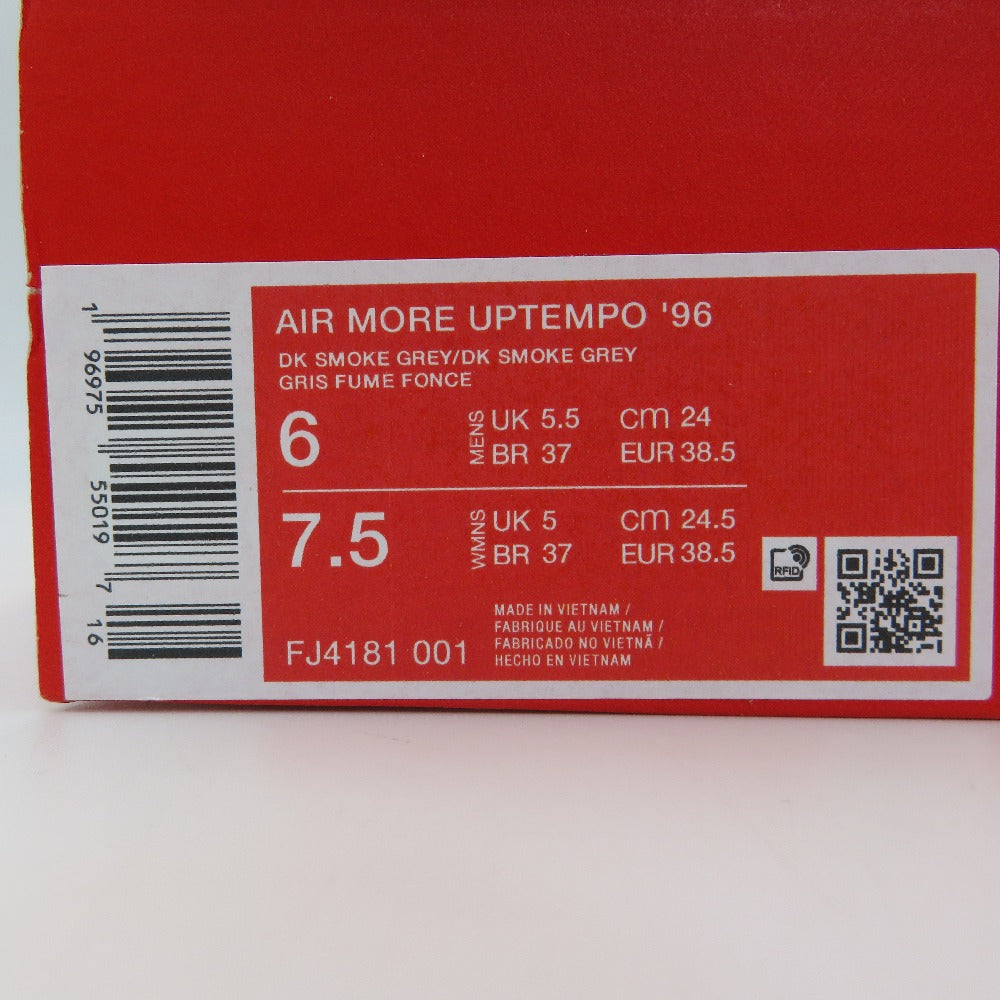 1 96975 55019 7 16
AIR MORE UPTEMPO '96
DK SMOKE GREY/DK SMOKE GREY
GRIS FUME FONCE
6
MENS
UK 5.5 cm 24
BR 37 EUR 38.5
7.5
WMNS
UK 5 cm 24.5
BR 37 EUR 38.5
RFID
FJ4181 001
MADE IN VIETNAM /
FABRIQUE AU VIETNAM /
FABRICADO NO VIETNÃ /
HECHO EN VIETNAM